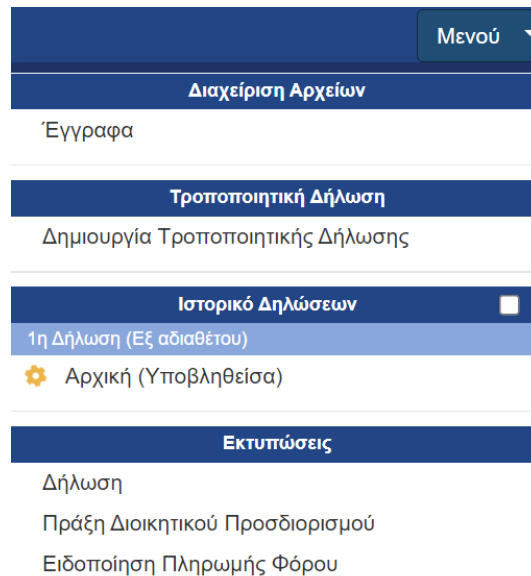 Μενού
Διαχείριση Αρχείων
Έγγραφα
Τροποποιητική Δήλωση
Δημιουργία Τροποποιητικής Δήλωσης
Ιστορικό Δηλώσεων
1η Δήλωση (Εξ αδιαθέτου)
Αρχική (Υποβληθείσα)
Εκτυπώσεις
Δήλωση
Πράξη Διοικητικού Προσδιορισμού
Ειδοποίηση Πληρωμής Φόρου